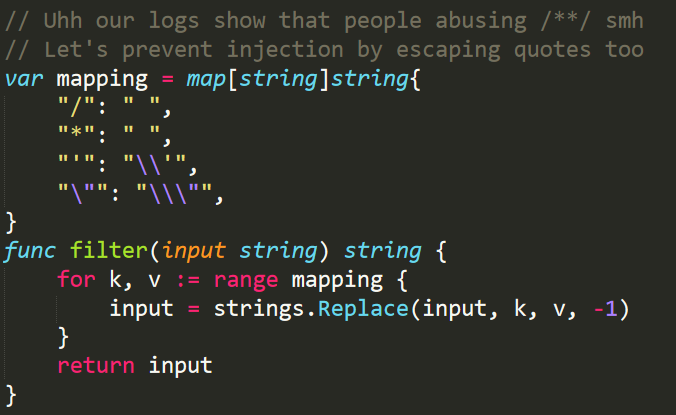 // Uhh our logs show that people abusing /**/ smh
// Let's prevent injection by escaping quotes too
var mapping = map[string]string{
    "/": " ",
    "*": " ",
    "'": "\\'",
    "\"": "\\\"",
}
func filter(input string) string {
    for k, v := range mapping {
        input = strings.Replace(input, k, v, -1)
    }
    return input
}